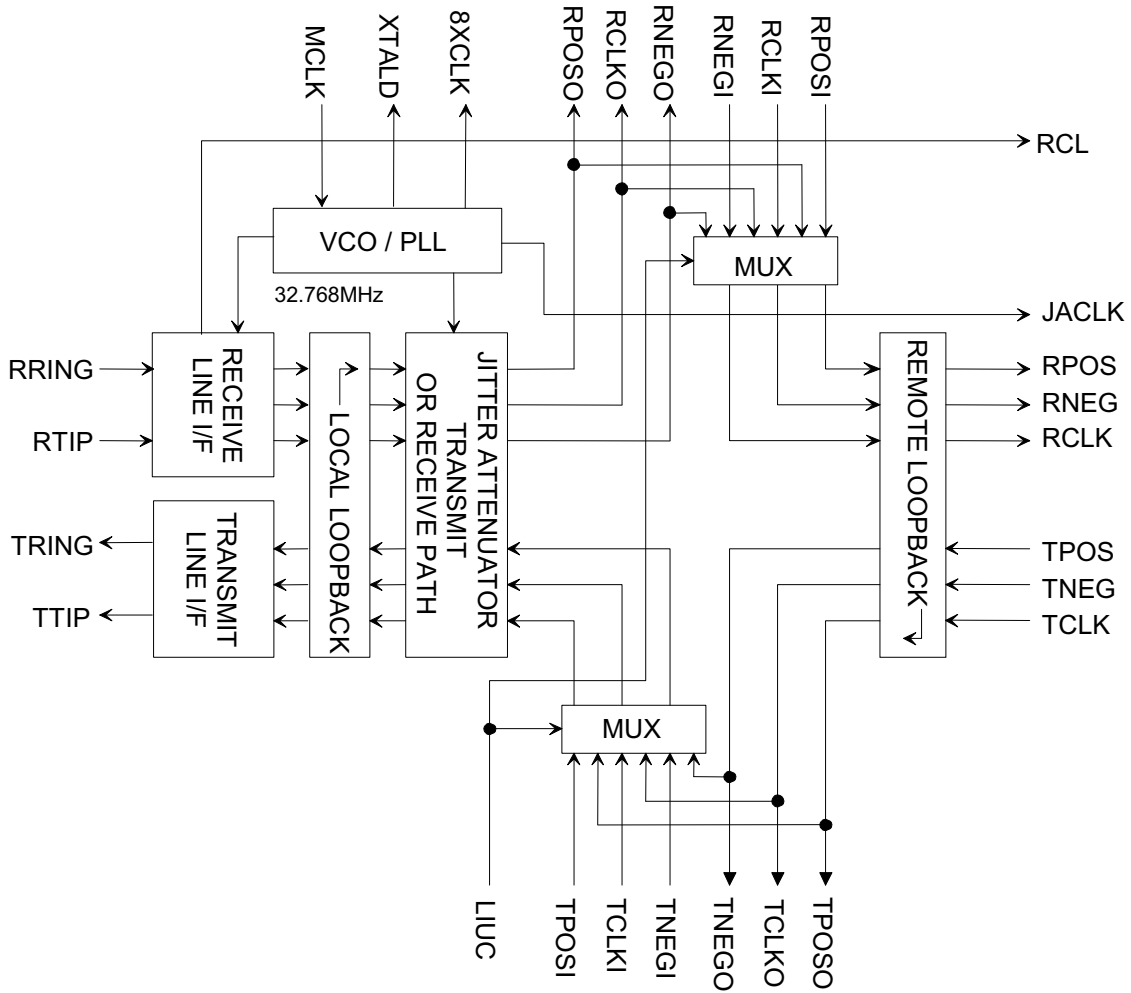 MCLK
XTALD
8XCLK
RPOSO
RCLKO
RNEGO
RNEGI
RCLKI
RPOSI
RCL
VCO / PLL
MUX
32.768MHz
JACLK
RRING
RTIP
RECEIVE
LINE I/F
LOCAL LOOPBACK
JITTER ATTENUATOR
TRANSMIT
OR RECEIVE PATH
REMOTE LOOPBACK
RPOS
RNEG
RCLK
TRING
TTIP
TRANSMIT
LINE I/F
TPOS
TNEG
TCLK
MUX
LIUC
TPOSI
TCLKI
TNEGI
TNEGO
TCLKO
TPOSO